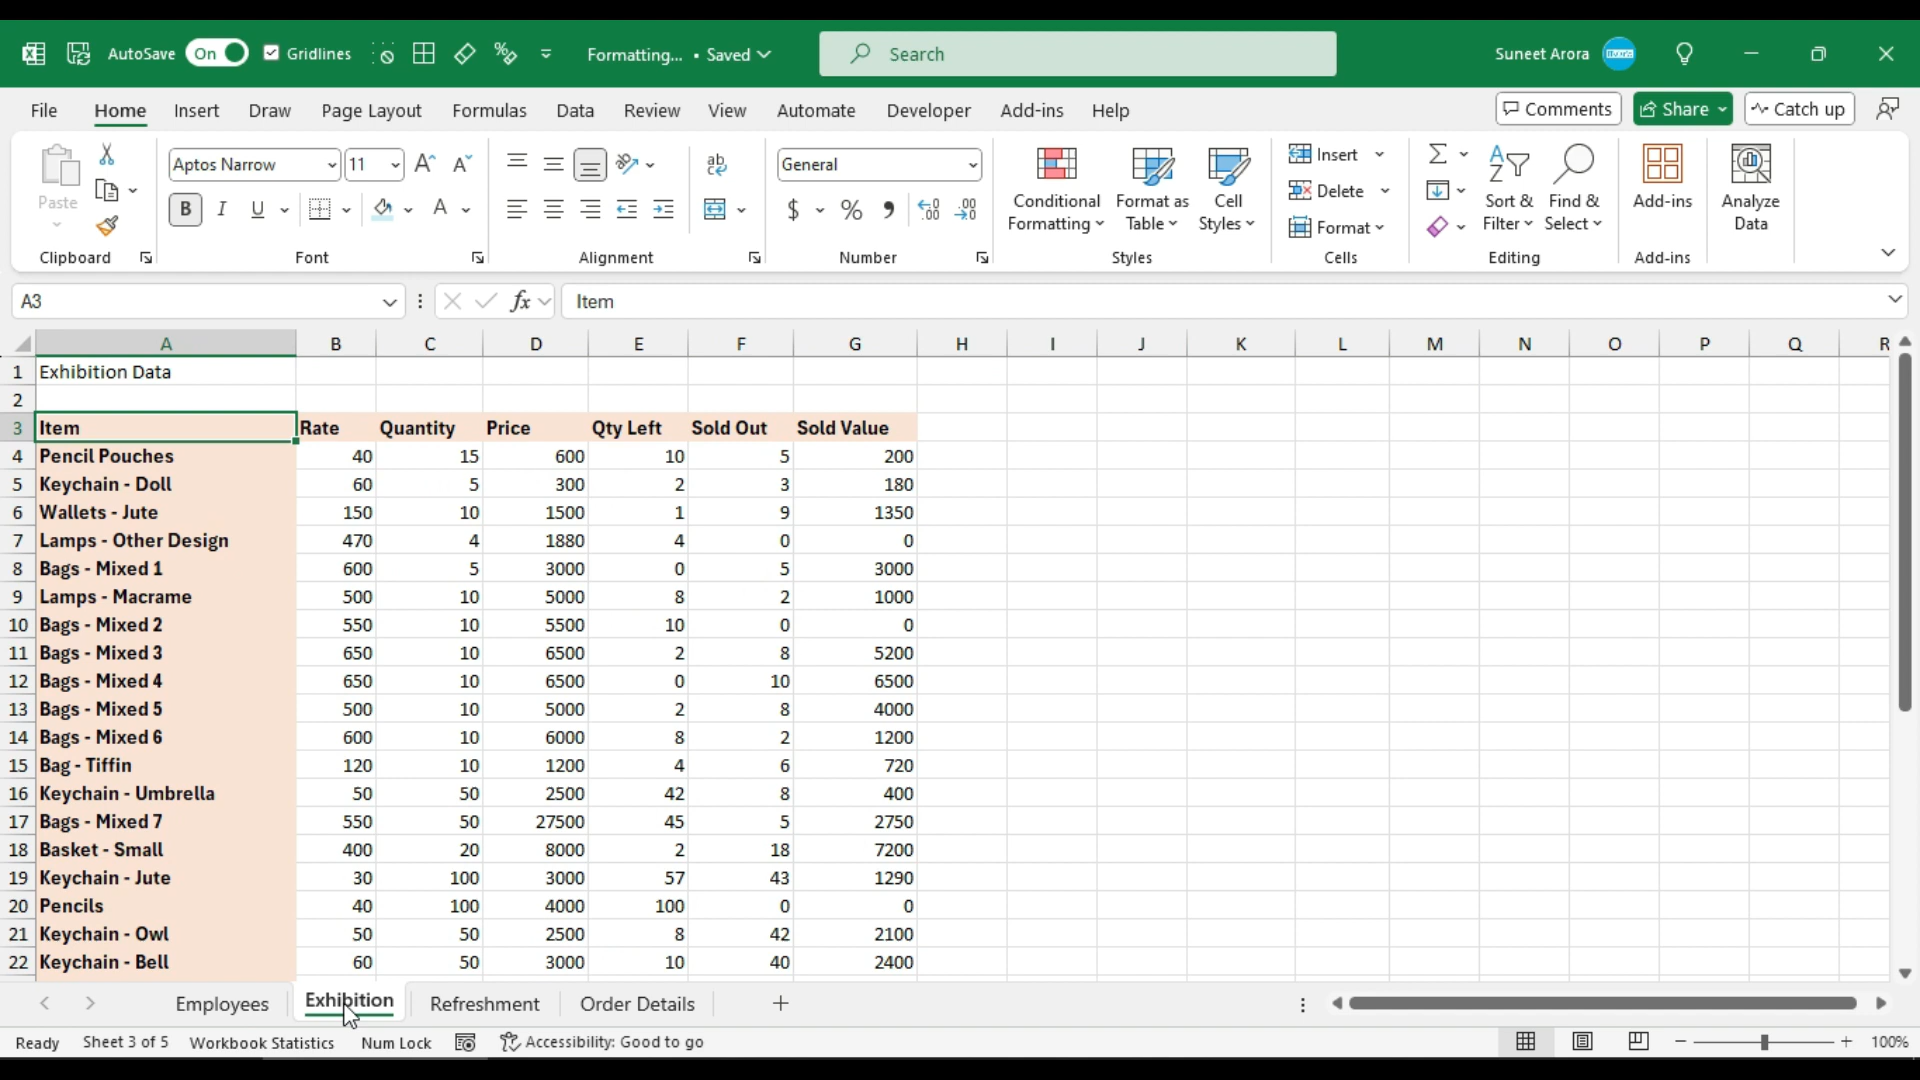 AutoSave On Gridlines Formatting... • Saved Search Suneet Arora
File Home Insert Draw Page Layout Formulas Data Review View Automate Developer Add-ins Help Comments Share Catch up
Paste
Clipboard
Aptos Narrow 11
B I U A
Font
ab
Alignment
General
$ % 9 .00 .00
Number
Conditional Formatting
Format as Table
Cell Styles
Styles
Insert
Delete
Format
Cells
Sort & Filter
Find & Select
Editing
Add-ins
Add-ins
Analyze Data
A3 fx Item
A B C D E F G H I J K L M N O P Q R
1 Exhibition Data
2
3 Item Rate Quantity Price Qty Left Sold Out Sold Value
4 Pencil Pouches 40 15 600 10 5 200
5 Keychain - Doll 60 5 300 2 3 180
6 Wallets - Jute 150 10 1500 1 9 1350
7 Lamps - Other Design 470 4 1880 4 0 0
8 Bags - Mixed 1 600 5 3000 0 5 3000
9 Lamps - Macrame 500 10 5000 8 2 1000
10 Bags - Mixed 2 550 10 5500 10 0 0
11 Bags - Mixed 3 650 10 6500 2 8 5200
12 Bags - Mixed 4 650 10 6500 0 10 6500
13 Bags - Mixed 5 500 10 5000 2 8 4000
14 Bags - Mixed 6 600 10 6000 8 2 1200
15 Bag - Tiffin 120 10 1200 4 6 720
16 Keychain - Umbrella 50 50 2500 42 8 400
17 Bags - Mixed 7 550 50 27500 45 5 2750
18 Basket - Small 400 20 8000 2 18 7200
19 Keychain - Jute 30 100 3000 57 43 1290
20 Pencils 40 100 4000 100 0 0
21 Keychain - Owl 50 50 2500 8 42 2100
22 Keychain - Bell 60 50 3000 10 40 2400
Employees Exhibition Refreshment Order Details
Ready Sheet 3 of 5 Workbook Statistics Num Lock Accessibility: Good to go 100%